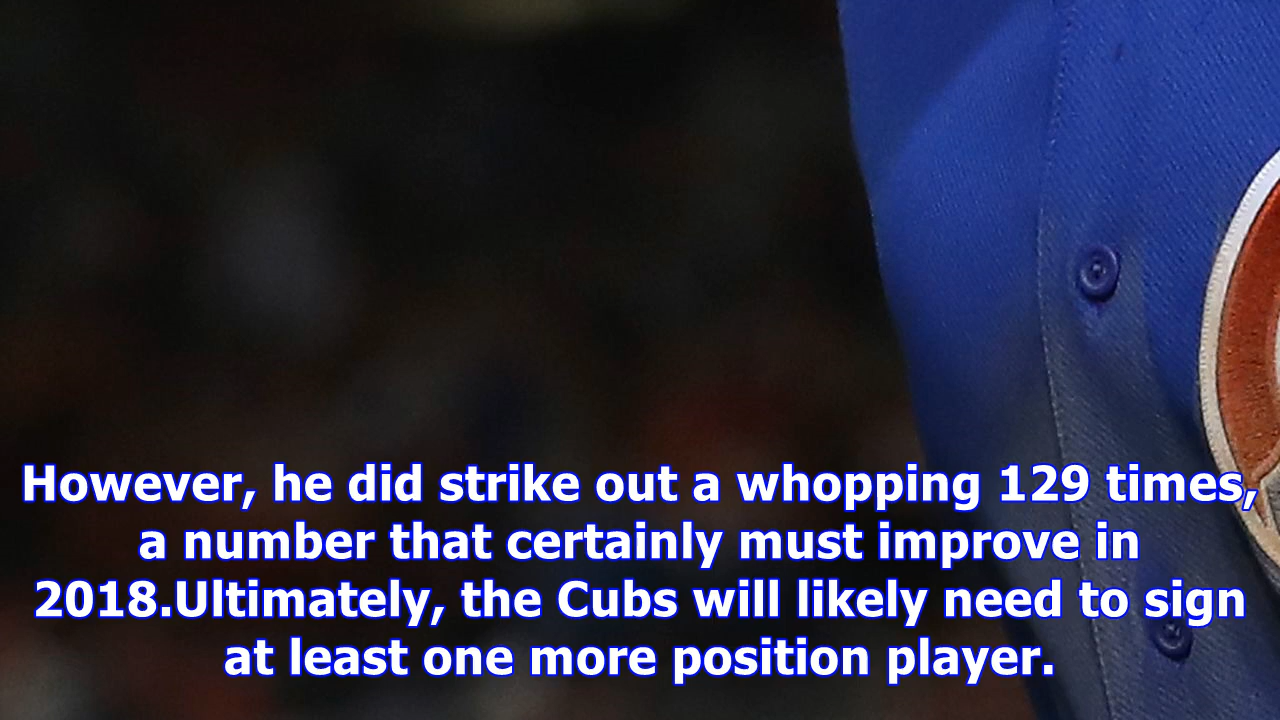 However, he did strike out a whopping 129 times,
a number that certainly must improve in
2018.Ultimately, the Cubs will likely need to sign
at least one more position player.